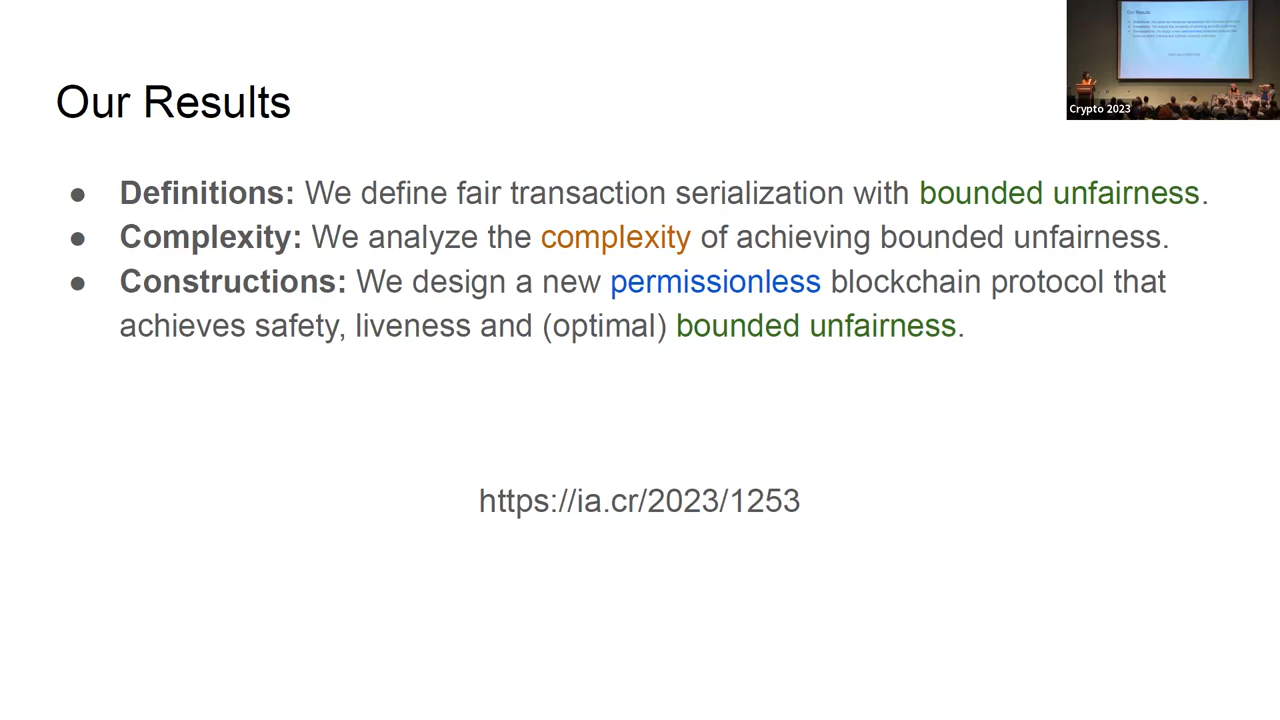 Our Results
● Definitions: We define fair transaction serialization with bounded unfairness.
● Complexity: We analyze the complexity of achieving bounded unfairness.
● Constructions: We design a new permissionless blockchain protocol that
achieves safety, liveness and (optimal) bounded unfairness.
https://ia.cr/2023/1253
Our Results
Crypto 2023